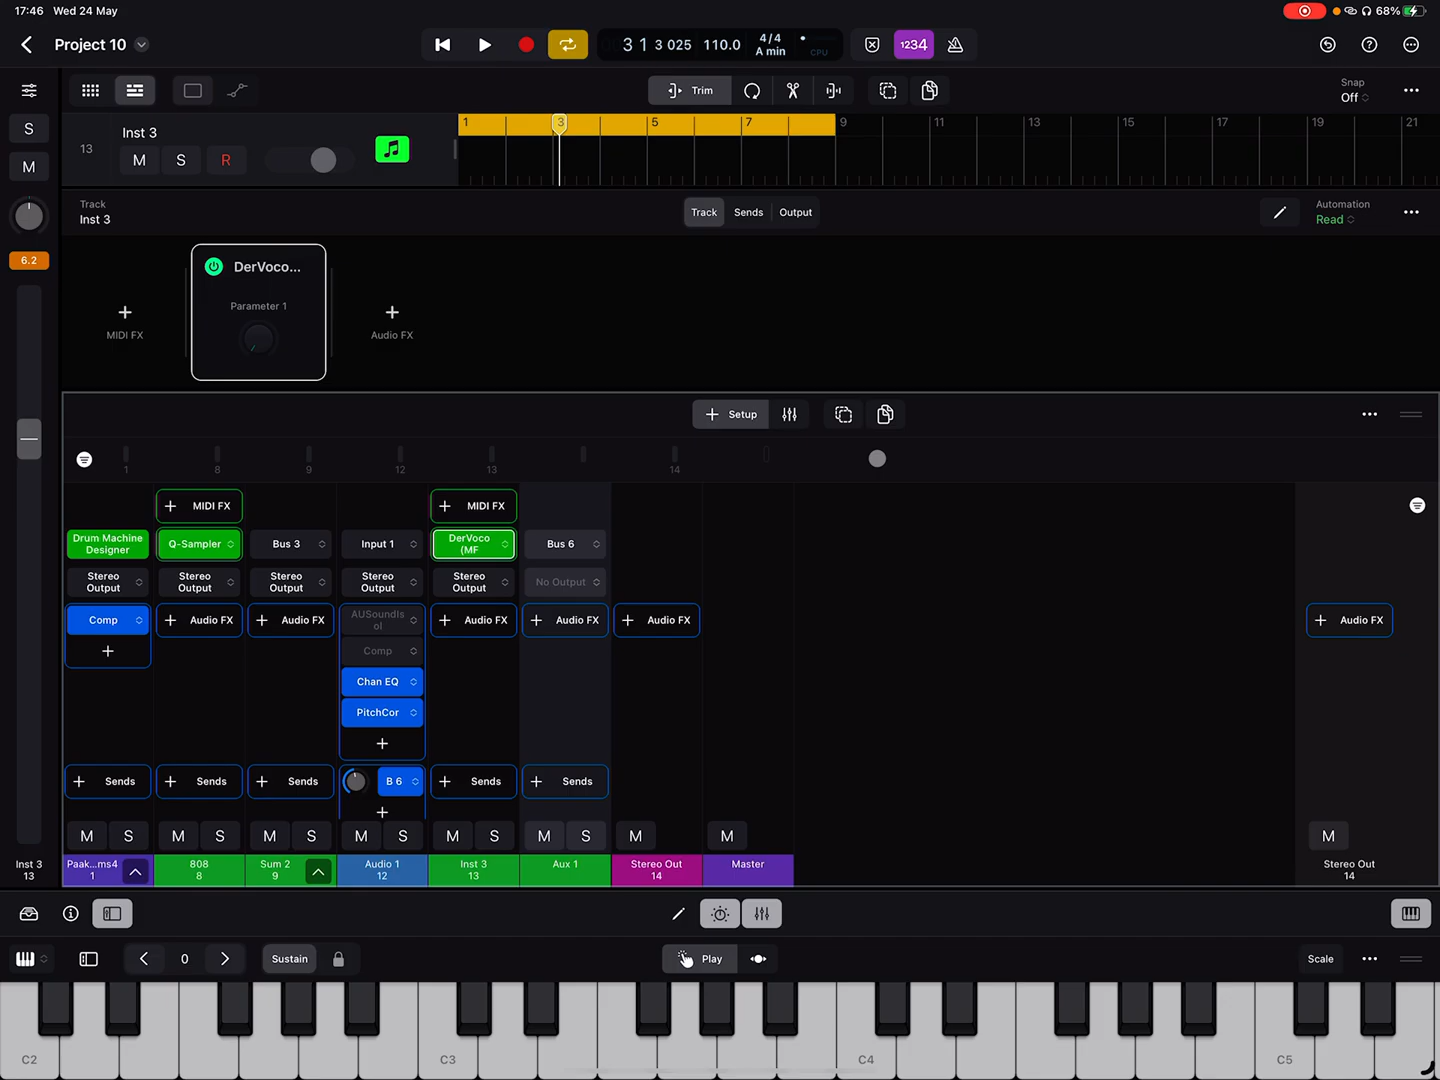 17:46 Wed 24 May
68%
Project 10
3 1 3 025 110.0 4/4 A min CPU
1234
Trim
Snap
Off
S
13 Inst 3
M S R
1 3 5 7 9 11 13 15 17 19 21
M
Track
Inst 3
Track Sends Output
Automation
Read
6.2
DerVoco...
Parameter 1
MIDI FX
Audio FX
Setup
1 8 9 12 13 14
MIDI FX MIDI FX
Drum Machine Designer Q-Sampler Bus 3 Input 1 DerVoco (MF Bus 6
Stereo Output Stereo Output Stereo Output Stereo Output Stereo Output No Output
Comp Audio FX Audio FX AUSoundIsol Audio FX Audio FX Audio FX Audio FX
Comp
Chan EQ
PitchCor
Sends Sends Sends B 6 Sends Sends
M S M S M S M S M S M S M M M
Inst 3 Paak...ms4 808 Sum 2 Audio 1 Inst 3 Aux 1 Stereo Out Master Stereo Out
13 1 8 9 12 13 14 14
0 Sustain Play Scale
C2 C3 C4 C5